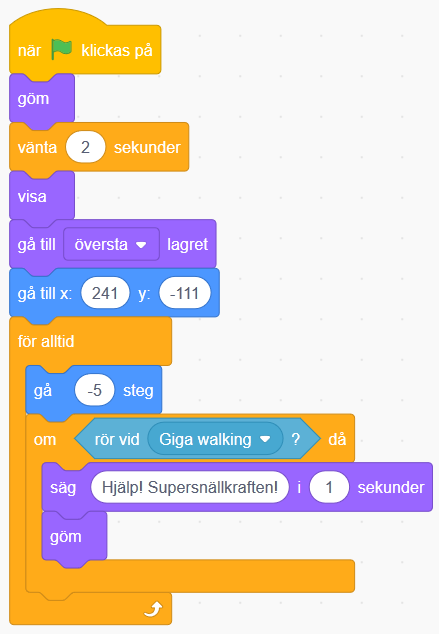 när klickas på
göm
vänta 2 sekunder
visa
gå till översta lagret
gå till x: 241 y: -111
för alltid
gå -5 steg
om rör vid Giga walking ? då
säg Hjälp! Supersnällkraften! i 1 sekunder
göm